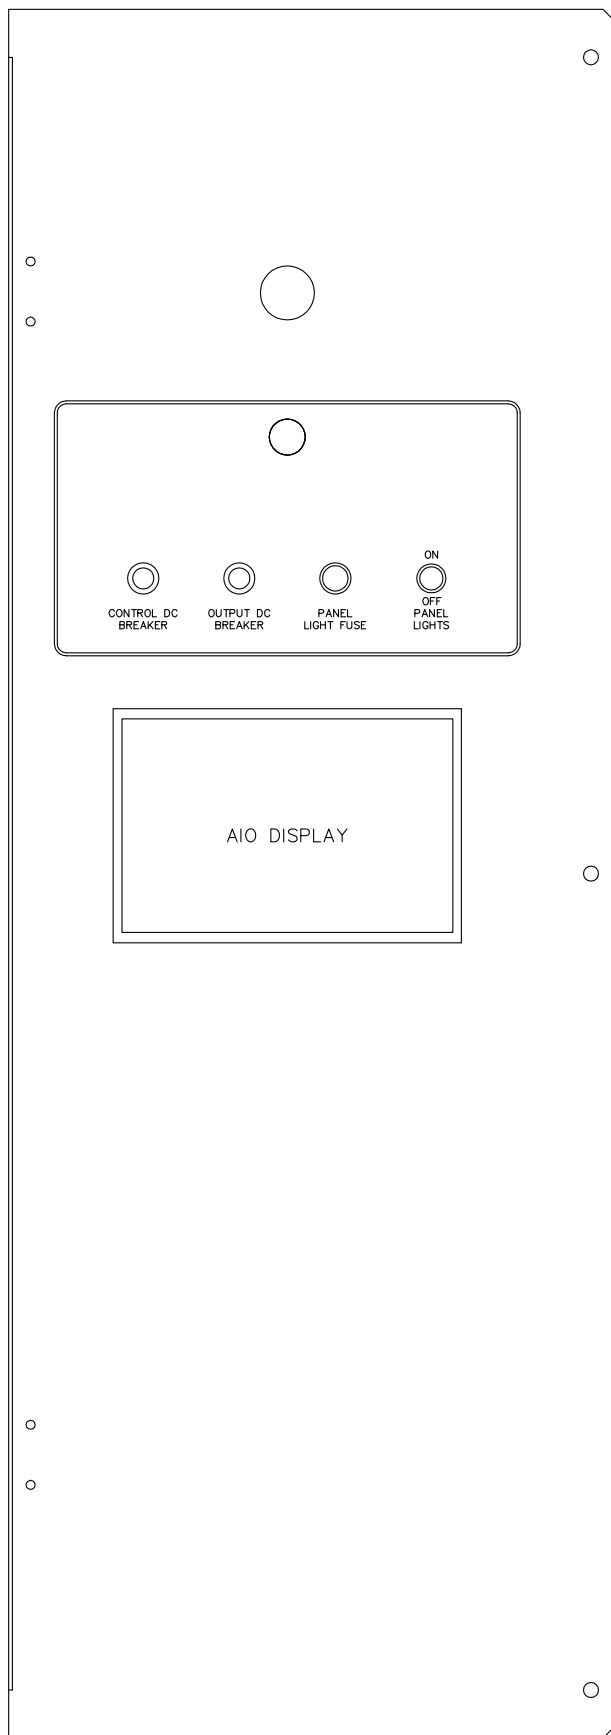 ON
CONTROL DC
BREAKER
OUTPUT DC
BREAKER
PANEL
LIGHT FUSE
OFF
PANEL
LIGHTS
AIO DISPLAY